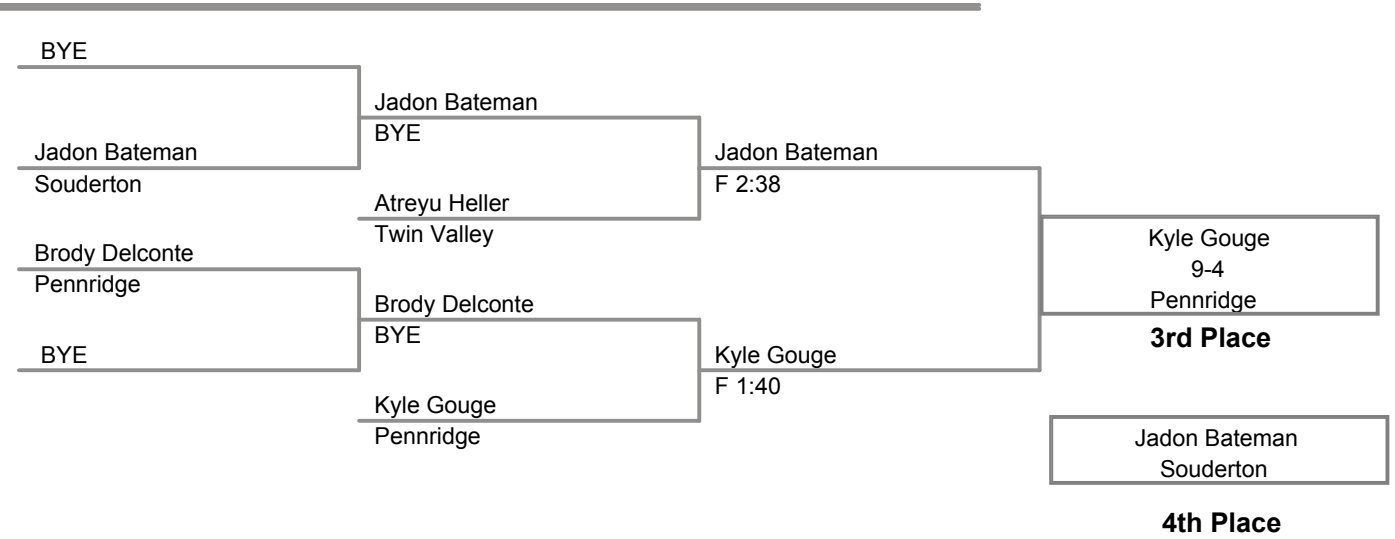 BYE
Jadon Bateman
Souderton
Brody Delconte
Pennridge
BYE
Jadon Bateman
BYE
Atreyu Heller
Twin Valley
Brody Delconte
BYE
Kyle Gouge
Pennridge
Jadon Bateman
F 2:38
Kyle Gouge
F 1:40
Kyle Gouge
9-4
Pennridge
3rd Place
Jadon Bateman
Souderton
4th Place